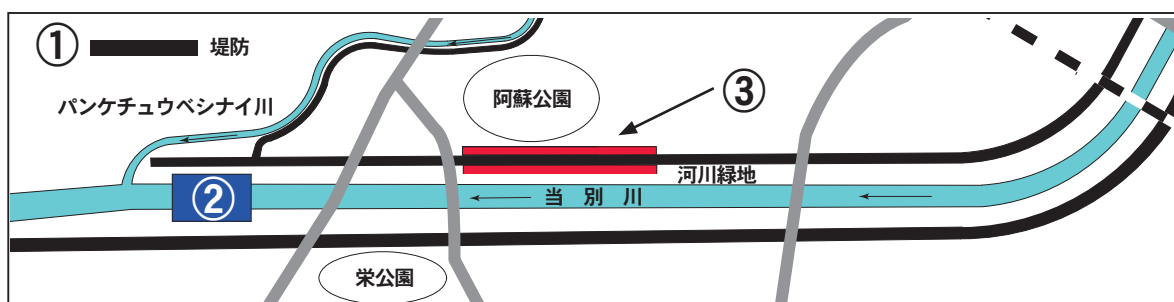 ① 堤防
パンケチュウベシナイ川
阿蘇公園
③
河川緑地
②
当別川
栄公園